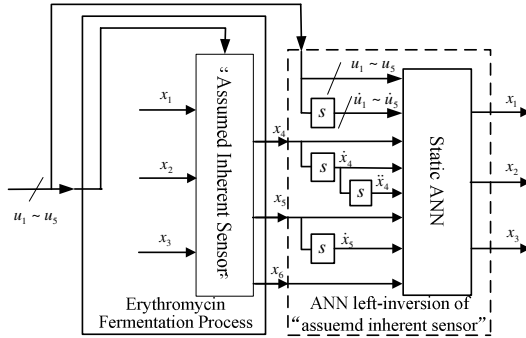 u₁ ~ u₅
x₁
x₂
x₃
“Assumed Inherent Sensor”
x₄
x₅
x₆
Erythromycin
Fermentation Process
u₁ ~ u₅
s
u̇₁ ~ u̇₅
s
ẋ₄
s
ẍ₄
s
ẋ₅
Static ANN
x₁
x₂
x₃
ANN left-inversion of
“assuemd inherent sensor”